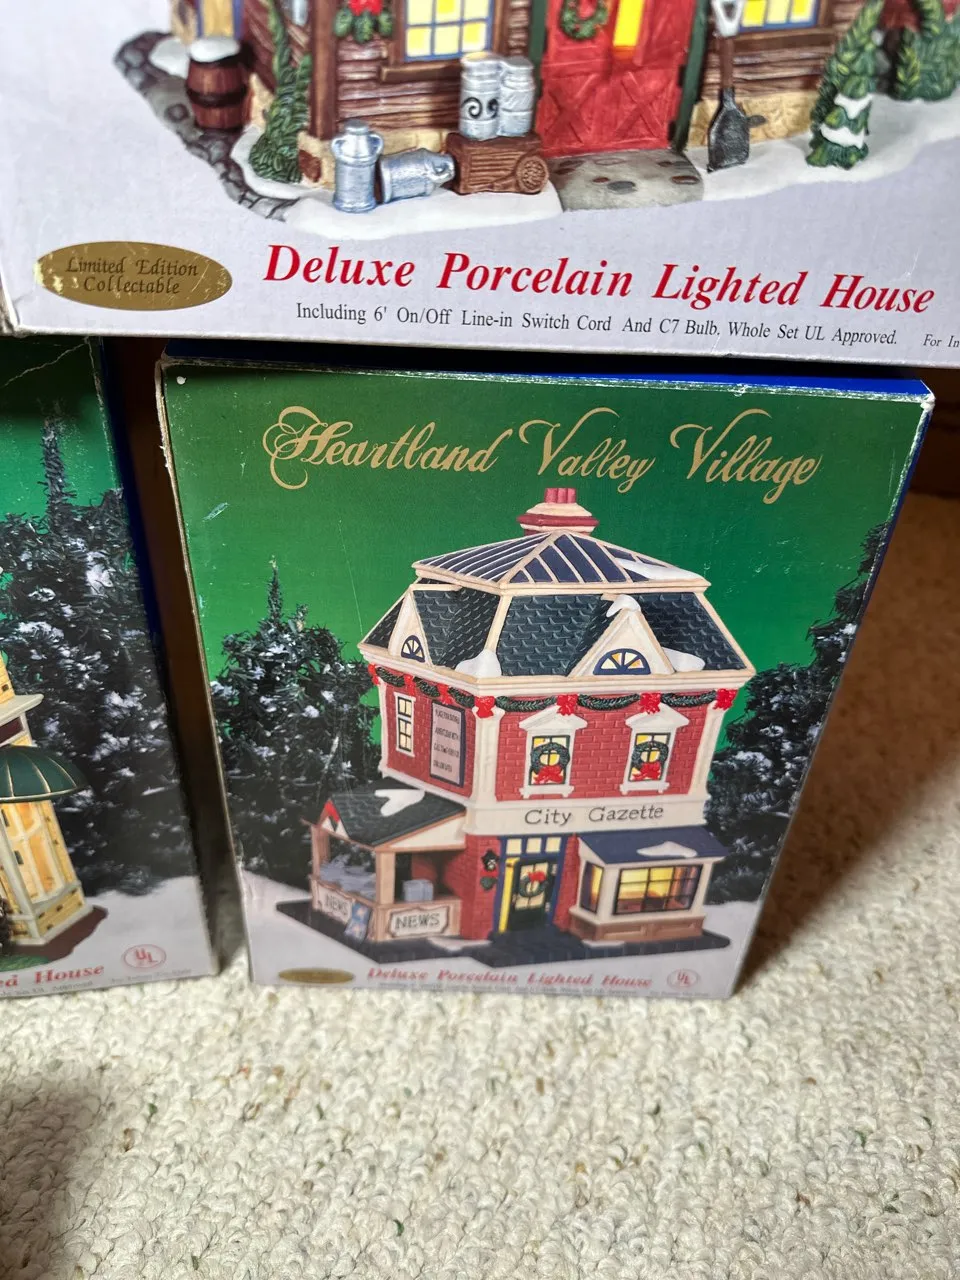 Limited Edition
Collectable
Deluxe Porcelain Lighted House
Including 6' On/Off Line-in Switch Cord And C7 Bulb, Whole Set UL Approved.
For In
Heartland Valley Village
City Gazette
NEWS
NEWS
ed House
UL
Deluxe Porcelain Lighted House
UL